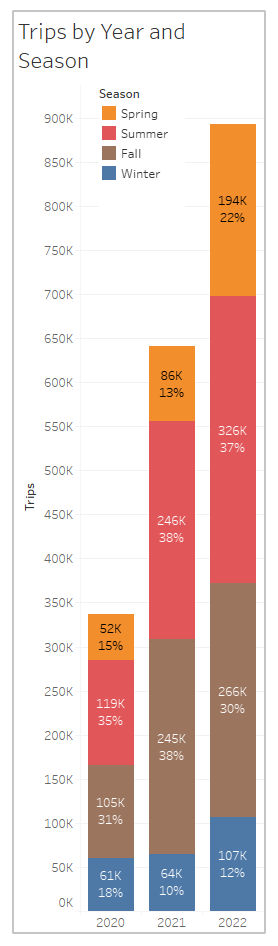 Trips by Year and
Season
Season
Spring
Summer
Fall
Winter
Trips
900K
850K
800K
750K
700K
650K
600K
550K
500K
450K
400K
350K
300K
250K
200K
150K
100K
50K
0K
52K
15%
119K
35%
105K
31%
61K
18%
86K
13%
246K
38%
245K
38%
64K
10%
194K
22%
326K
37%
266K
30%
107K
12%
2020
2021
2022